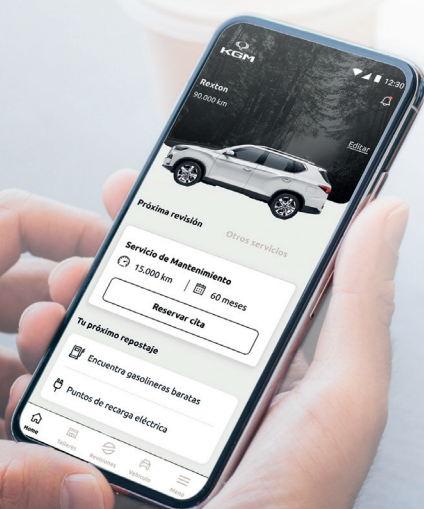 KGM
12:30
Rexton
90.000 km
Editar
Próxima revisión
Otros servicios
Servicio de Mantenimiento
15.000 km
60 meses
Reservar cita
Tu próximo repostaje
Encuentra gasolineras baratas
Puntos de recarga eléctrica
Home
Talleres
Revisiones
Vehículo
Menú